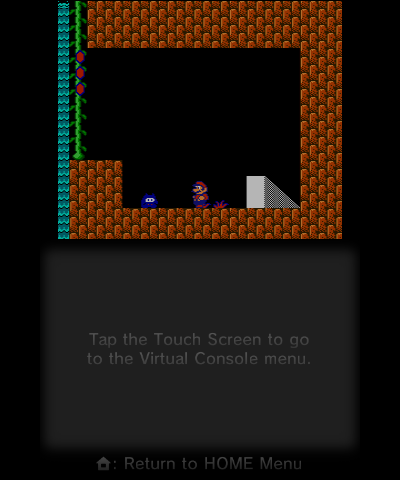 Tap the Touch Screen to go
to the Virtual Console menu.
: Return to HOME Menu